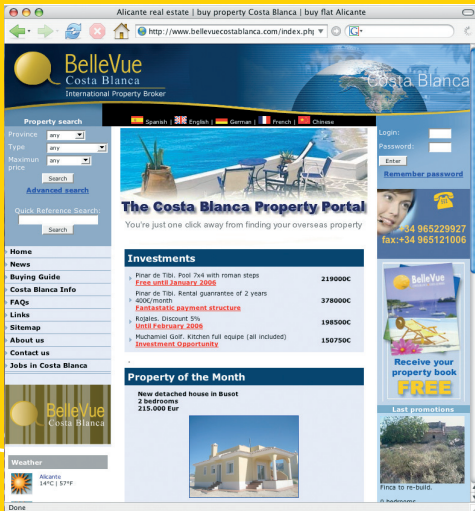 Alicante real estate | buy property Costa Blanca | buy flat Alicante
http://www.bellevuecostablanca.com/index.ph
BelleVue
Costa Blanca
International Property Broker
Costa Blanca
Property search
Spanish | English | German | French | Chinese
Province any
Type any
Maximun price any
Search
Advanced search
Quick Reference Search:
Search
Login:
Password:
Enter
Remember password
+34 965229927
fax:+34 965121006
The Costa Blanca Property Portal
You're just one click away from finding your overseas property
Home
News
Buying Guide
Costa Blanca Info
FAQs
Links
Sitemap
About us
Contact us
Jobs in Costa Blanca
Investments
Pinar de Tibi. Pool 7x4 with roman steps
Free until January 2006
219000€
Pinar de Tibi. Rental guanrantee of 2 years
400€/month
Fantastic payment structure
378000€
Rojales. Discount 5%
Until February 2006
198500€
Muchamiel Golf. Kitchen full equipe (all included)
Investment Opportunity
150750€
Property of the Month
New detached house in Busot
2 bedrooms
215.000 Eur
BelleVue
Receive your
property book
FREE
Last promotions
Finca to re-build.
0 bedrooms
BelleVue
Costa Blanca
Weather
Alicante
14°C | 57°F
Done